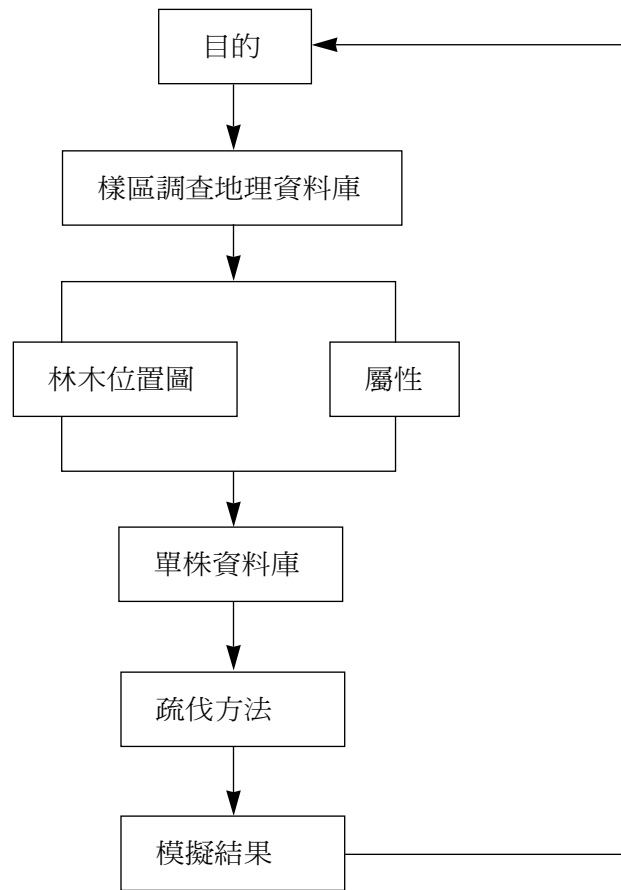 目的
樣區調查地理資料庫
林木位置圖
屬性
單株資料庫
疏伐方法
模擬結果